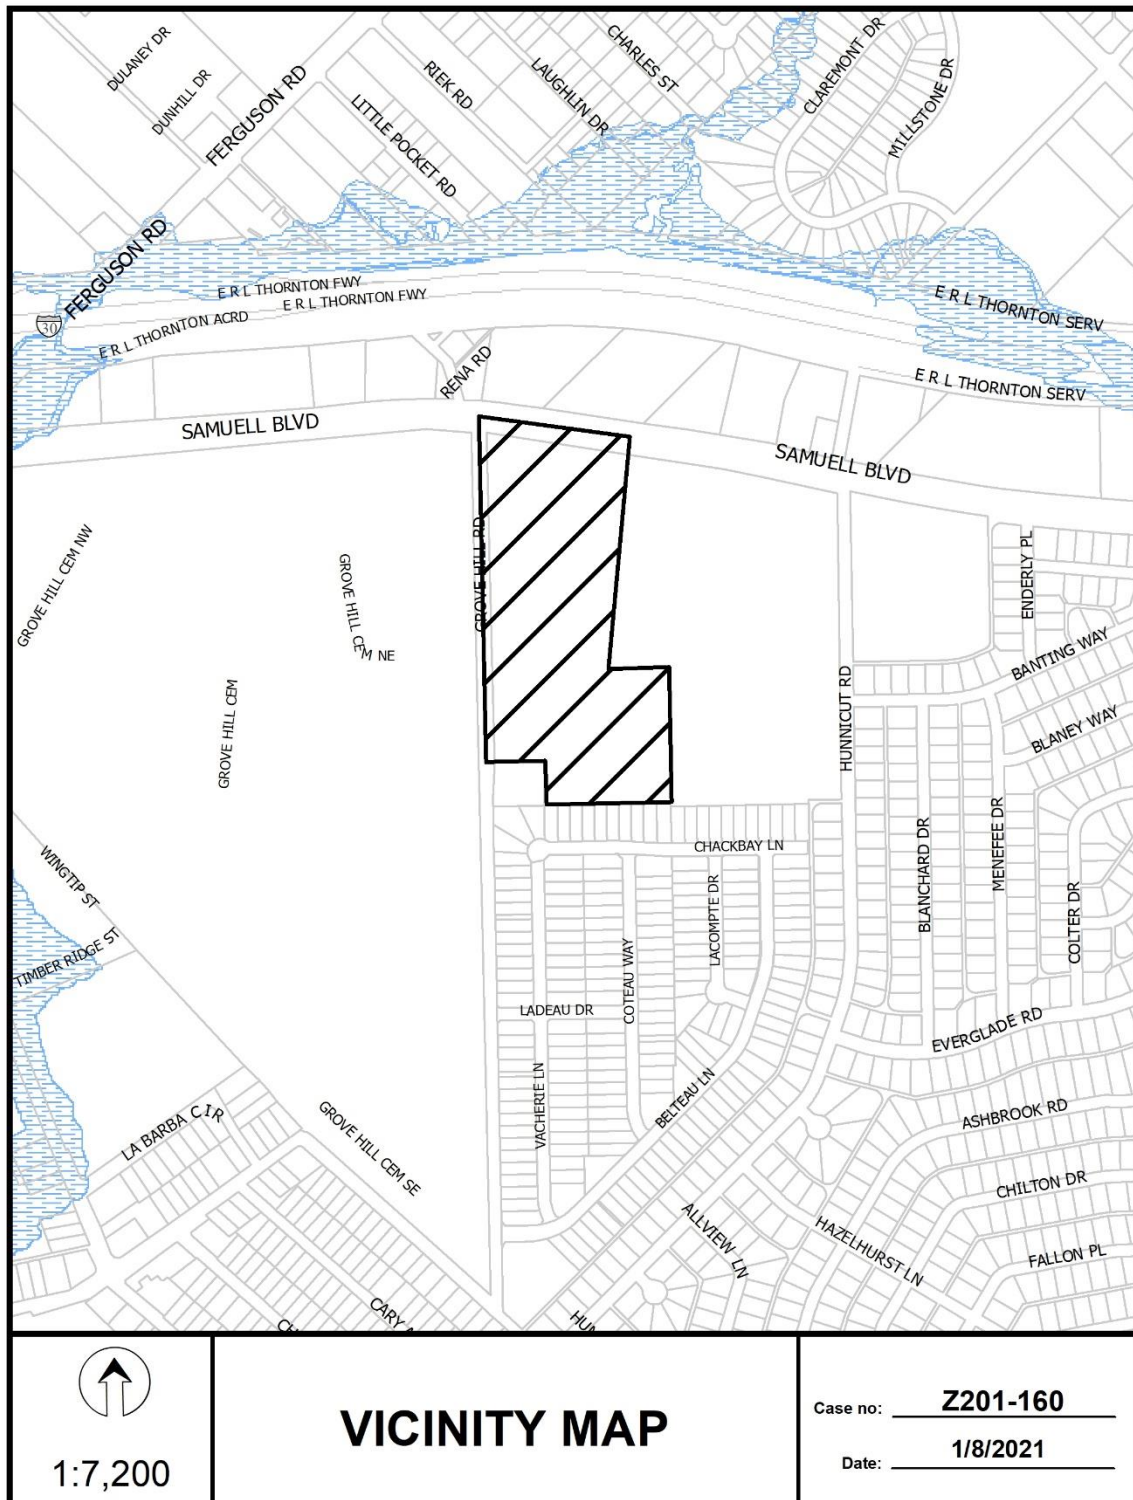 DULANEY DR
DUNHILL DR
FERGUSON RD
RIEK RD
LITTLE POCKET RD
LAUGHLIN DR
CHARLES ST
CLAREMONT DR
MILLSTONE DR
FERGUSON RD
30
E R L THORNTON FWY
E R L THORNTON FWY
E R L THORNTON ACRD
E R L THORNTON SERV
E R L THORNTON SERV
RENA RD
SAMUELL BLVD
SAMUELL BLVD
GROVE HILL CEM NW
GROVE HILL CEM NE
GROVE HILL RD
GROVE HILL CEM
ENDERLY PL
BANTING WAY
BLANEY WAY
HUNNICUT RD
BLANCHARD DR
MENEFEE DR
COLTER DR
CHACKBAY LN
LACOMPTE DR
COTEAU WAY
LADEAU DR
VACHERIE LN
BELTEAU LN
WINGTIP ST
TIMBER RIDGE ST
EVERGLADE RD
ASHBROOK RD
CHILTON DR
FALLON PL
HAZELHURST LN
ALLVIEW LN
LA BARBA CIR
GROVE HILL CEM SE
CARY
1:7,200
VICINITY MAP
Case no: Z201-160
Date: 1/8/2021